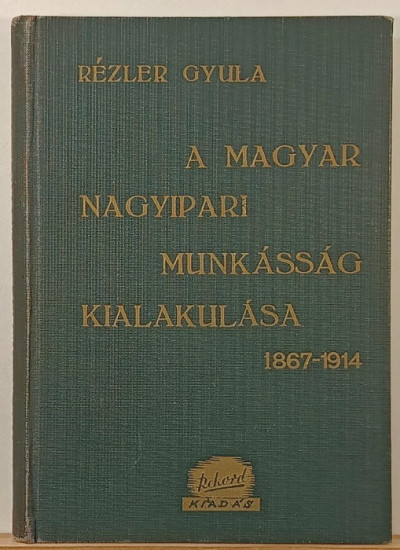 RÉZLER GYULA
A MAGYAR
NAGYIPARI
MUNKÁSSÁG
KIALAKULÁSA
1867-1914
Rekord
KIADÁS